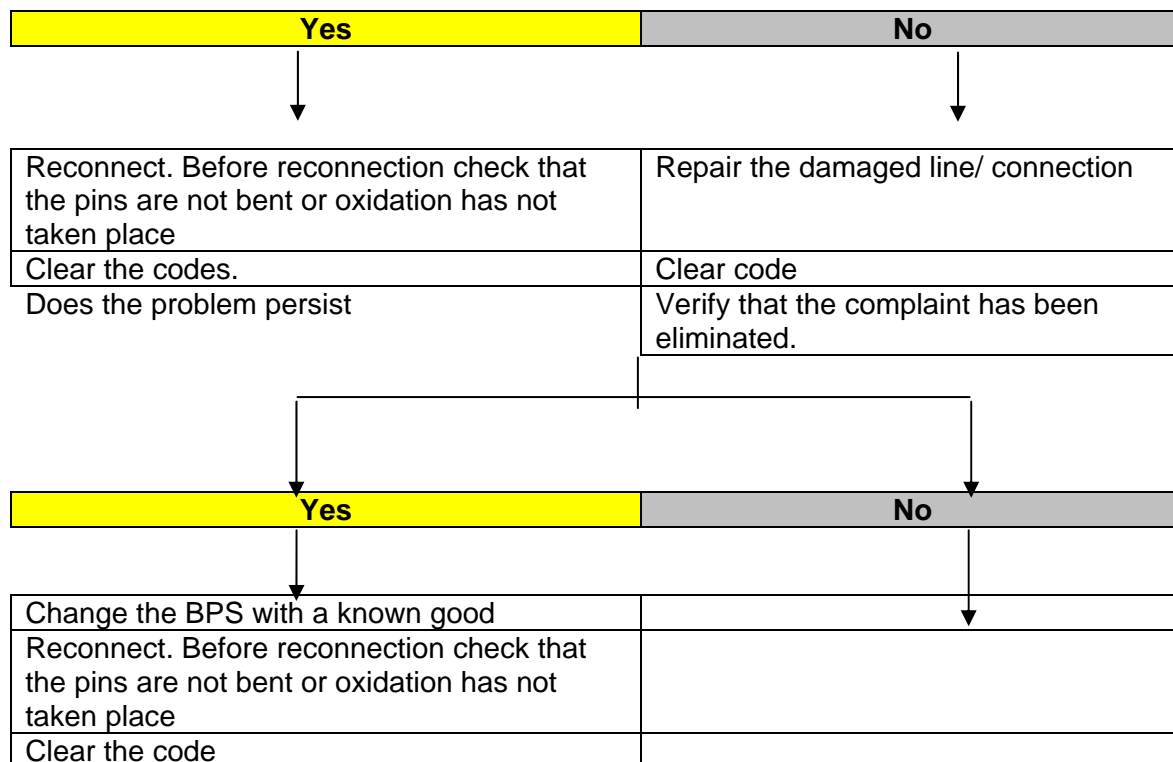 Yes
No
Reconnect. Before reconnection check that
the pins are not bent or oxidation has not
taken place
Repair the damaged line/ connection
Clear the codes.
Clear code
Does the problem persist
Verify that the complaint has been
eliminated.
Yes
No
Change the BPS with a known good
Reconnect. Before reconnection check that
the pins are not bent or oxidation has not
taken place
Clear the code